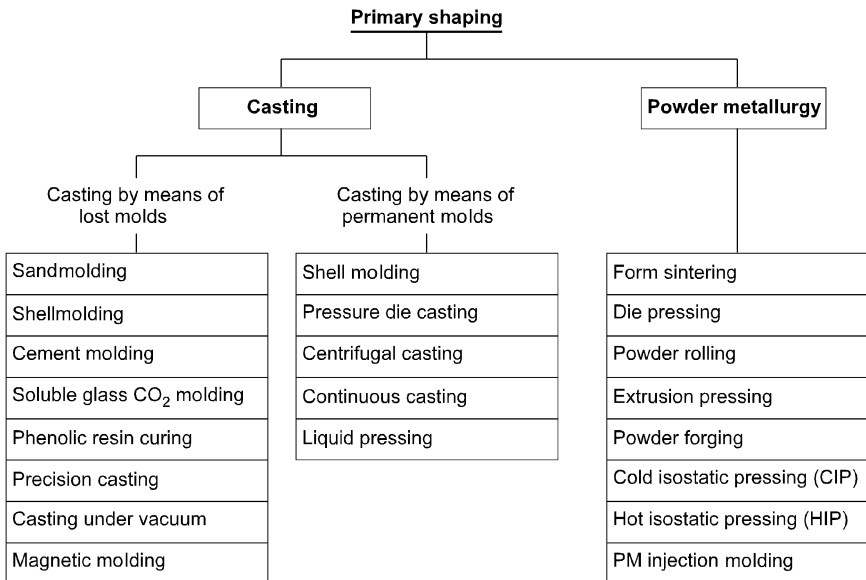 Primary shaping
Casting
Powder metallurgy
Casting by means of
lost molds
Casting by means of
permanent molds
Sandmolding
Shellmolding
Cement molding
Soluble glass CO₂ molding
Phenolic resin curing
Precision casting
Casting under vacuum
Magnetic molding
Shell molding
Pressure die casting
Centrifugal casting
Continuous casting
Liquid pressing
Form sintering
Die pressing
Powder rolling
Extrusion pressing
Powder forging
Cold isostatic pressing (CIP)
Hot isostatic pressing (HIP)
PM injection molding